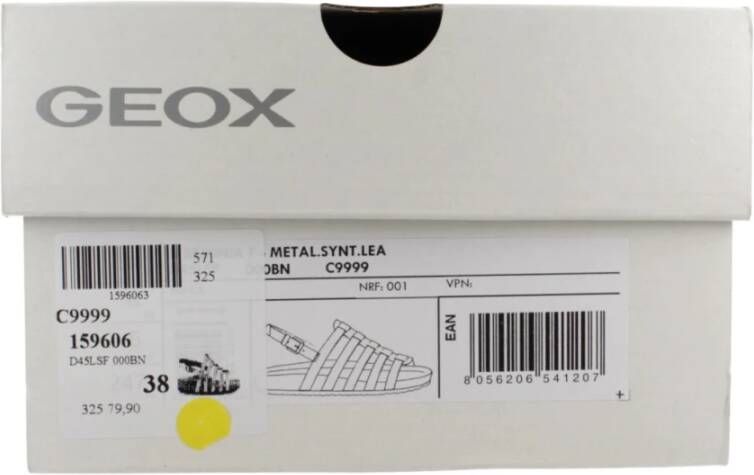 GEOX
METAL.SYNT.LEA
000BN C9999
NRF: 001 VPN:
571
325
1596063
C9999
159606
D45LSF 000BN
38
325 79,90
EAN
8 056206 541207
+